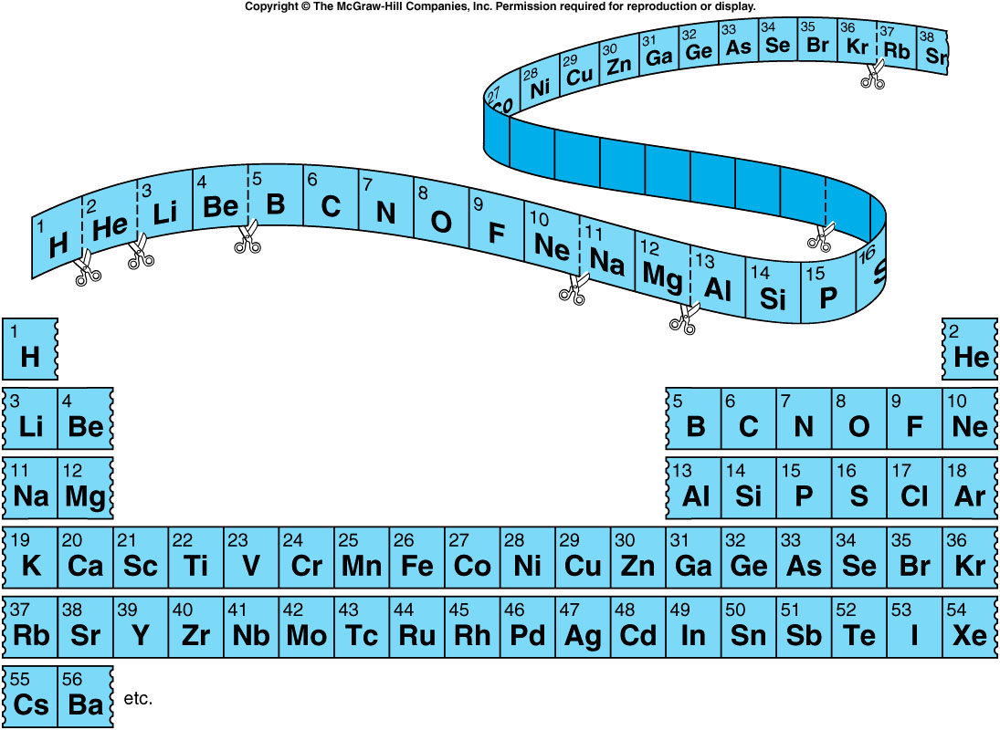 Copyright © The McGraw-Hill Companies, Inc. Permission required for reproduction or display.
27 28 29 30 31 32 33 34 35 36 37 38
Co Ni Cu Zn Ga Ge As Se Br Kr Rb Sr
1 2 3 4 5 6 7 8 9 10 11 12 13 14 15 16
H He Li Be B C N O F Ne Na Mg Al Si P S
1 2
H He
3 4 5 6 7 8 9 10
Li Be B C N O F Ne
11 12 13 14 15 16 17 18
Na Mg Al Si P S Cl Ar
19 20 21 22 23 24 25 26 27 28 29 30 31 32 33 34 35 36
K Ca Sc Ti V Cr Mn Fe Co Ni Cu Zn Ga Ge As Se Br Kr
37 38 39 40 41 42 43 44 45 46 47 48 49 50 51 52 53 54
Rb Sr Y Zr Nb Mo Tc Ru Rh Pd Ag Cd In Sn Sb Te I Xe
55 56
Cs Ba etc.